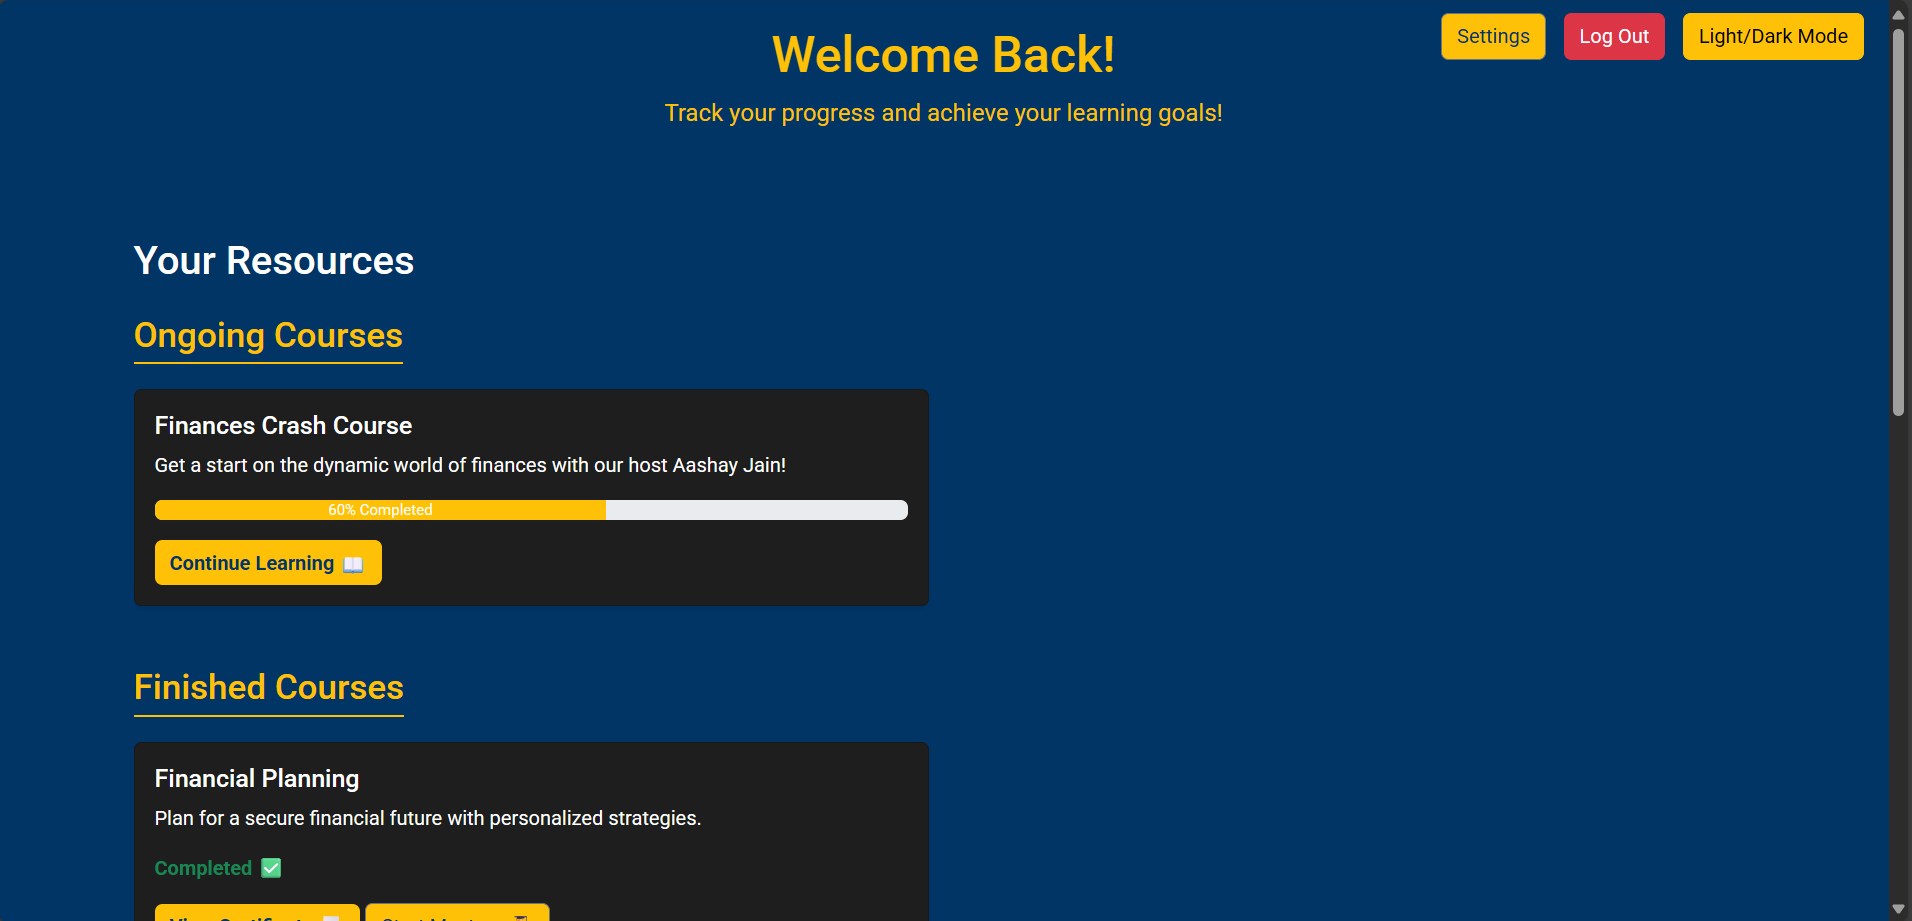 Welcome Back!
Settings
Log Out
Light/Dark Mode
Track your progress and achieve your learning goals!
Your Resources
Ongoing Courses
Finances Crash Course
Get a start on the dynamic world of finances with our host Aashay Jain!
60% Completed
Continue Learning 📖
Finished Courses
Financial Planning
Plan for a secure financial future with personalized strategies.
Completed ✅